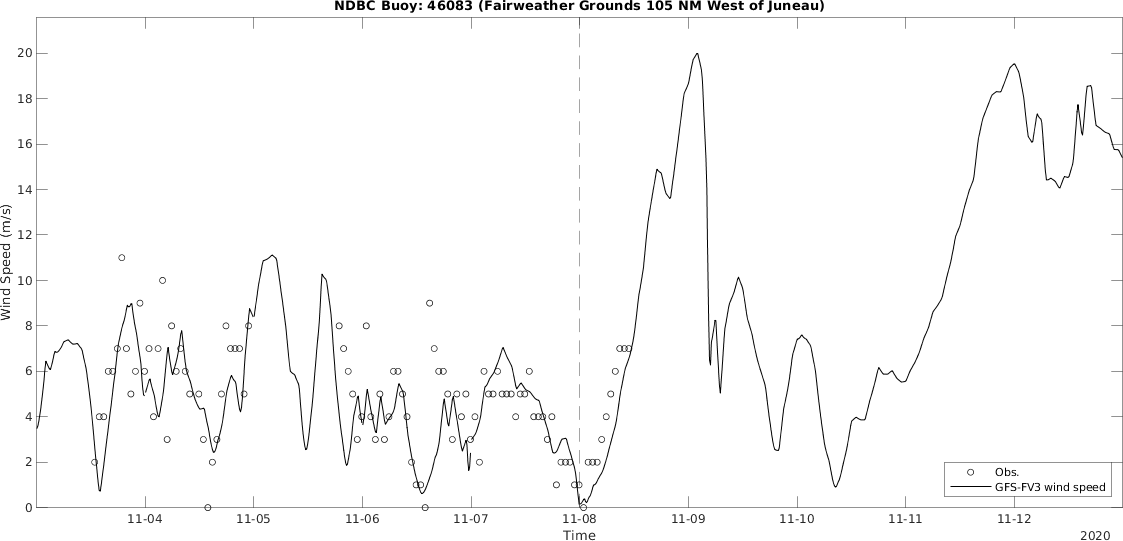 NDBC Buoy: 46083 (Fairweather Grounds 105 NM West of Juneau)
20
18
16
14
12
10
8
6
4
2
0
Wind Speed (m/s)
Obs.
GFS-FV3 wind speed
11-04 11-05 11-06 11-07 11-08 11-09 11-10 11-11 11-12
Time
2020